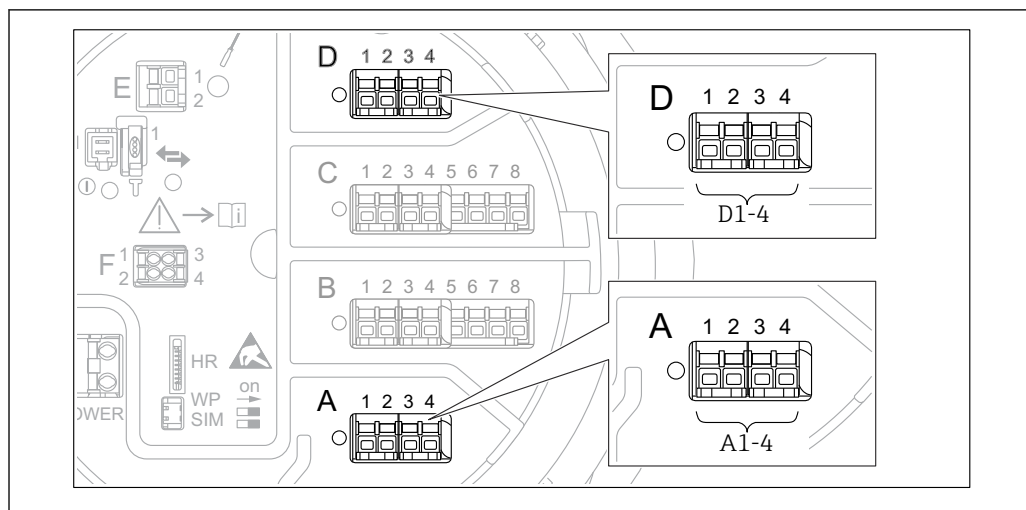 D 1 2 3 4
E 1
2
1
C 1 2 3 4 5 6 7 8
i
F 1 3
2 4
B 1 2 3 4 5 6 7 8
HR
WP on
SIM
OWER
A 1 2 3 4
D 1 2 3 4
D1-4
A 1 2 3 4
A1-4